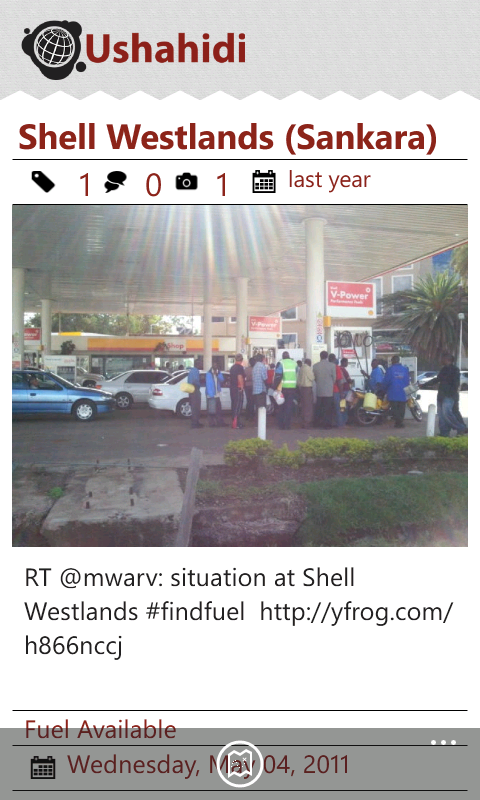 Ushahidi
Shell Westlands (Sankara)
1 0 1 last year
V-Power
Shop
RT @mwarv: situation at Shell
Westlands #findfuel http://yfrog.com/
h866nccj
Fuel Available
Wednesday, May 04, 2011